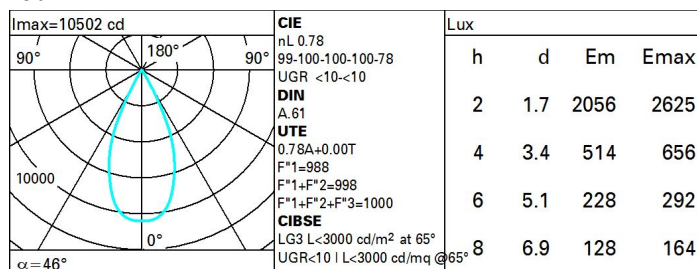 Imax=10502 cd
90° 180° 90°
10000
0°
α=46°
CIE
nL 0.78
99-100-100-100-78
UGR <10-<10
DIN
A.61
UTE
0.78A+0.00T
F"1=988
F"1+F"2=998
F"1+F"2+F"3=1000
CIBSE
LG3 L<3000 cd/m² at 65°
UGR<10 | L<3000 cd/mq @65°
Lux
h d Em Emax
2 1.7 2056 2625
4 3.4 514 656
6 5.1 228 292
8 6.9 128 164